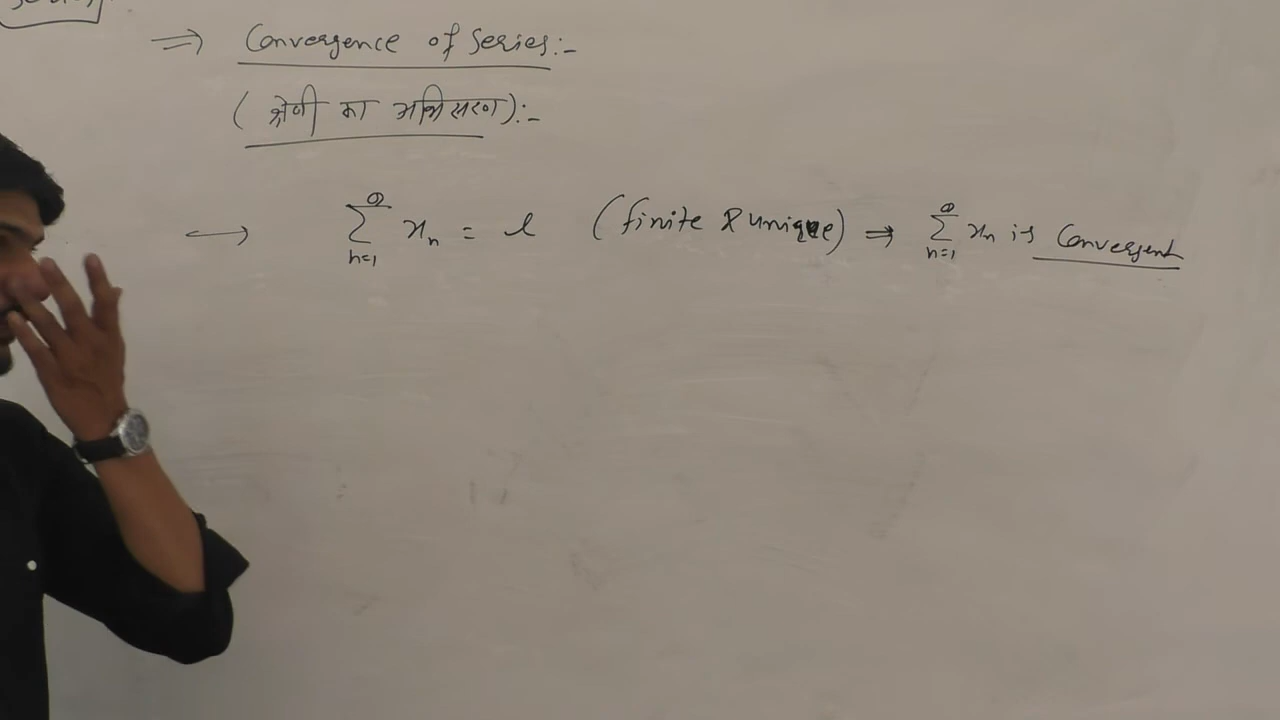 ⇒ Convergence of Series:-
(श्रेणी का अभिसरण):-
⟷ ∑_{n=1}^{∞} x_n = l (finite & unique) ⇒ ∑_{n=1}^{∞} x_n is Convergent